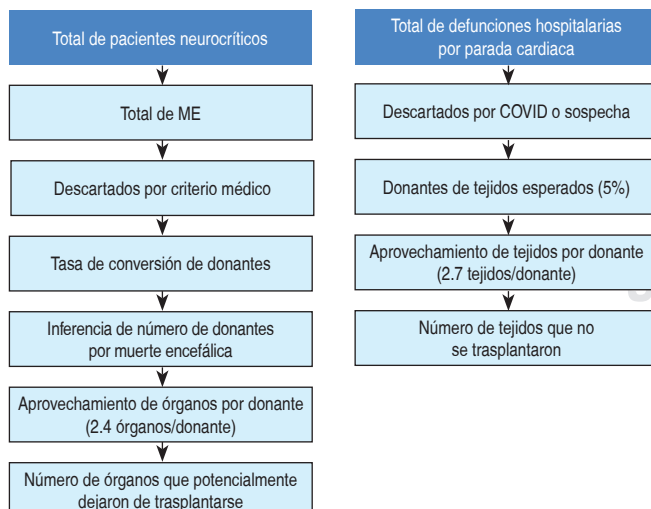 Total de pacientes neurocríticos
Total de ME
Descartados por criterio médico
Tasa de conversión de donantes
Inferencia de número de donantes
por muerte encefálica
Aprovechamiento de órganos por donante
(2.4 órganos/donante)
Número de órganos que potencialmente
dejaron de trasplantarse
Total de defunciones hospitalarias
por parada cardiaca
Descartados por COVID o sospecha
Donantes de tejidos esperados (5%)
Aprovechamiento de tejidos por donante
(2.7 tejidos/donante)
Número de tejidos que no
se trasplantaron